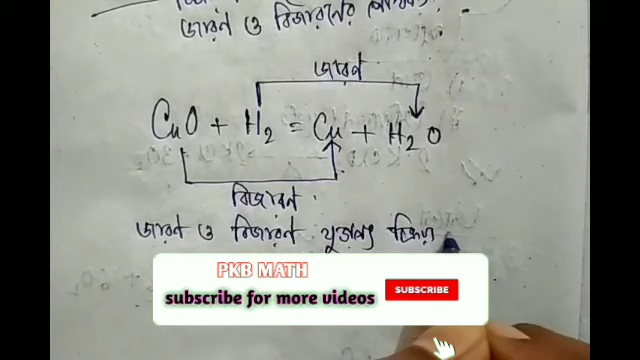 জারণ ও বিজারণের
জারণ
CuO + H₂ = Cu + H₂O
বিজারণ
জারণ ও বিজারণ যুগপৎ ক্রিয়া
PKB MATH
subscribe for more videos
SUBSCRIBE